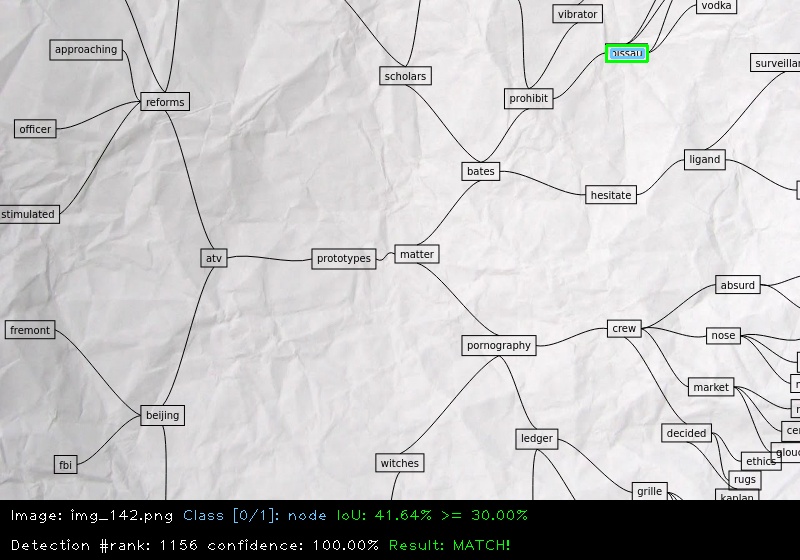 vodka
vibrator
approaching
bissau
surveillan
scholars
prohibit
reforms
officer
ligand
bates
hesitate
stimulated
matter
atv
prototypes
absurd
fremont
crew
nose
pornography
market
beijing
decided
cer
ledger
glouc
fbi
witches
ethics
rugs
grille
kaplan
Image: img_142.png Class [0/1]: node IoU: 41.64% >= 30.00%
Detection #rank: 1156 confidence: 100.00% Result: MATCH!